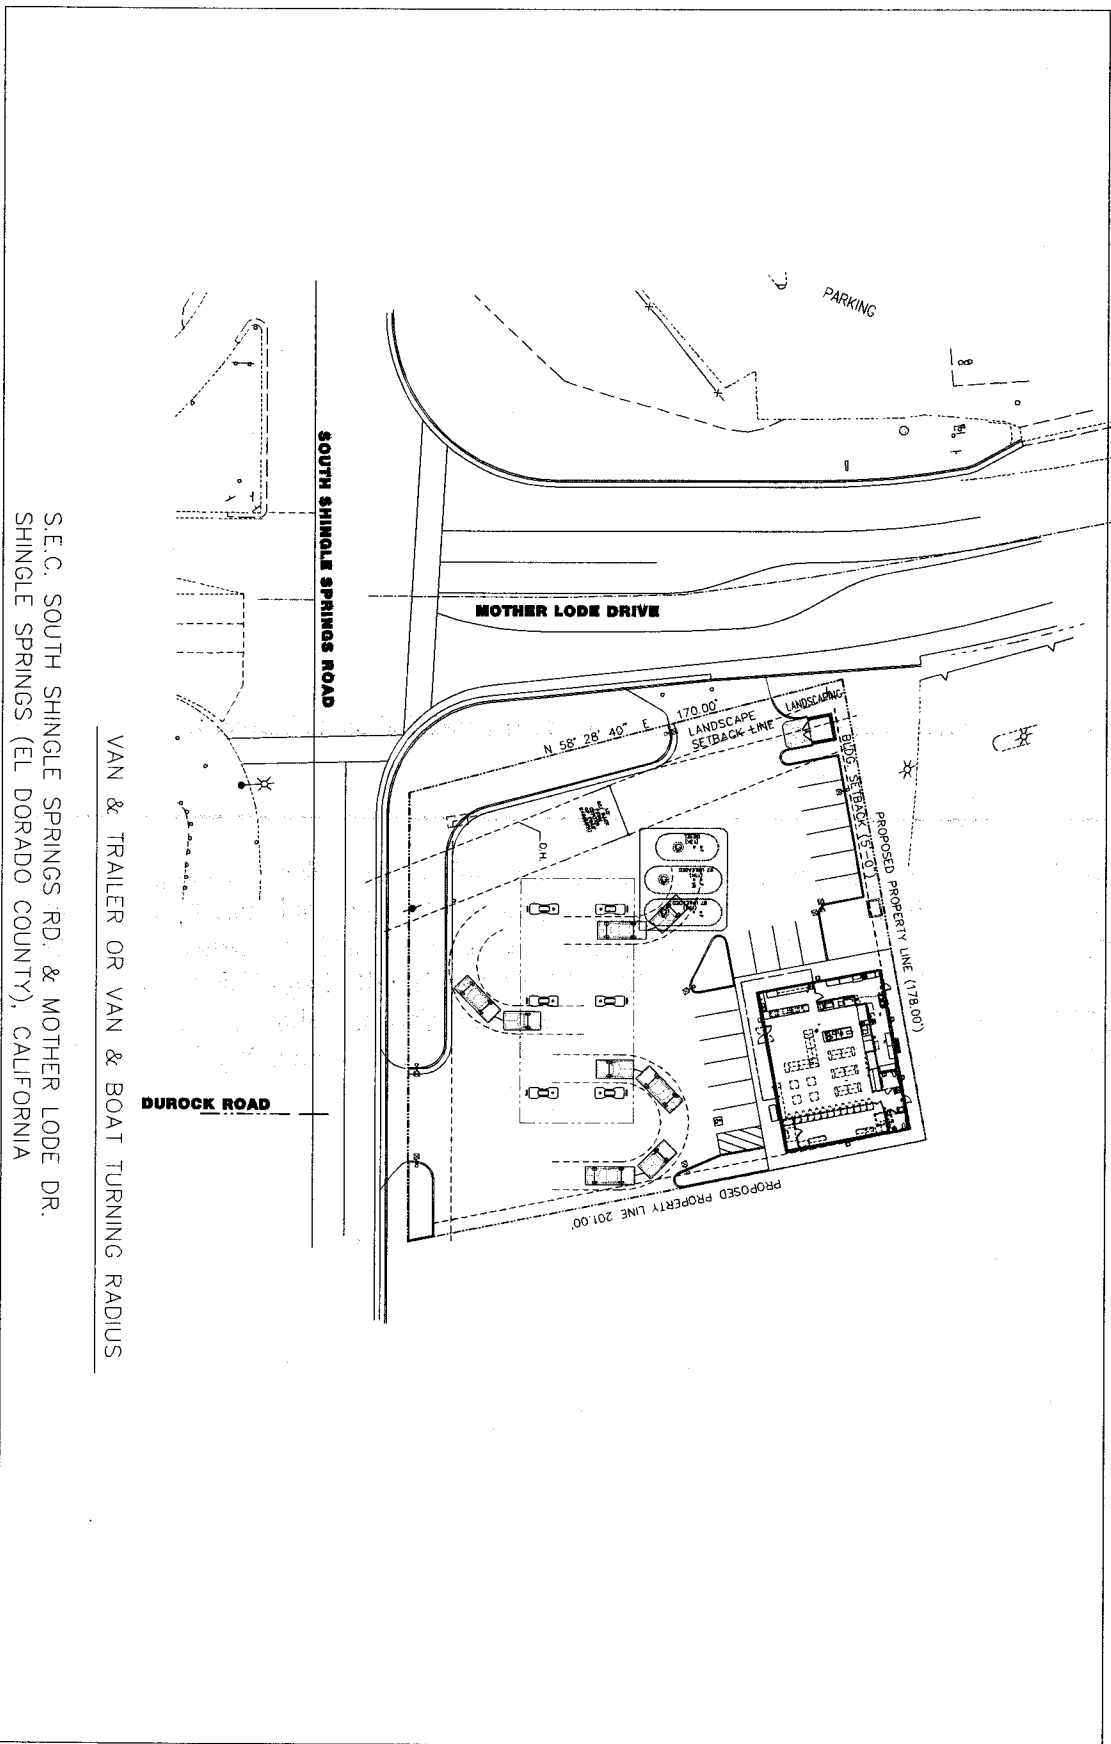 PARKING
SOUTH SHINGLE SPRINGS ROAD
MOTHER LODE DRIVE
N 58° 28' 40" E 170.00'
LANDSCAPE
SETBACK LINE
LANDSCAPING
BLDG. SETBACK (5'-0")
PROPOSED PROPERTY LINE (178.00')
O.H.
PROPOSED PROPERTY LINE 201.00'
DUROCK ROAD
VAN & TRAILER OR VAN & BOAT TURNING RADIUS
S.E.C. SOUTH SHINGLE SPRINGS RD. & MOTHER LODE DR.
SHINGLE SPRINGS (EL DORADO COUNTY), CALIFORNIA